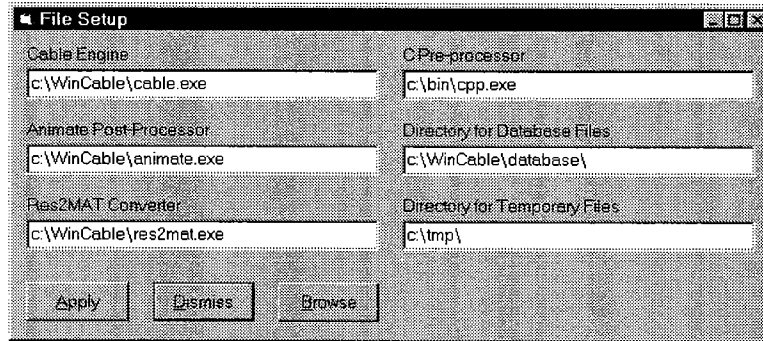 File Setup
Cable Engine
c:\WinCable\cable.exe
C Pre-processor
c:\bin\cpp.exe
Animate Post-Processor
c:\WinCable\animate.exe
Directory for Database Files
c:\WinCable\database\
Res2MAT Converter
c:\WinCable\res2mat.exe
Directory for Temporary Files
c:\tmp\
Apply
Dismiss
Browse